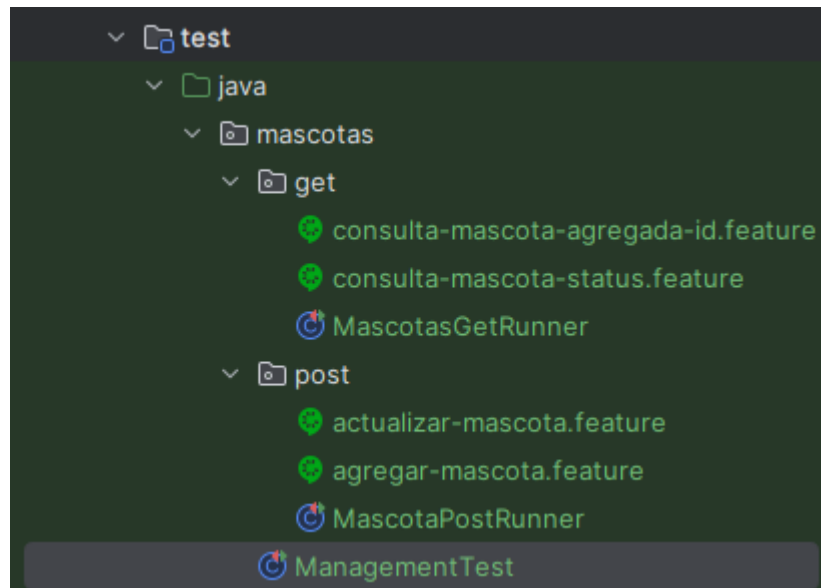 test
java
mascotas
get
consulta-mascota-agregada-id.feature
consulta-mascota-status.feature
MascotasGetRunner
post
actualizar-mascota.feature
agregar-mascota.feature
MascotaPostRunner
ManagementTest